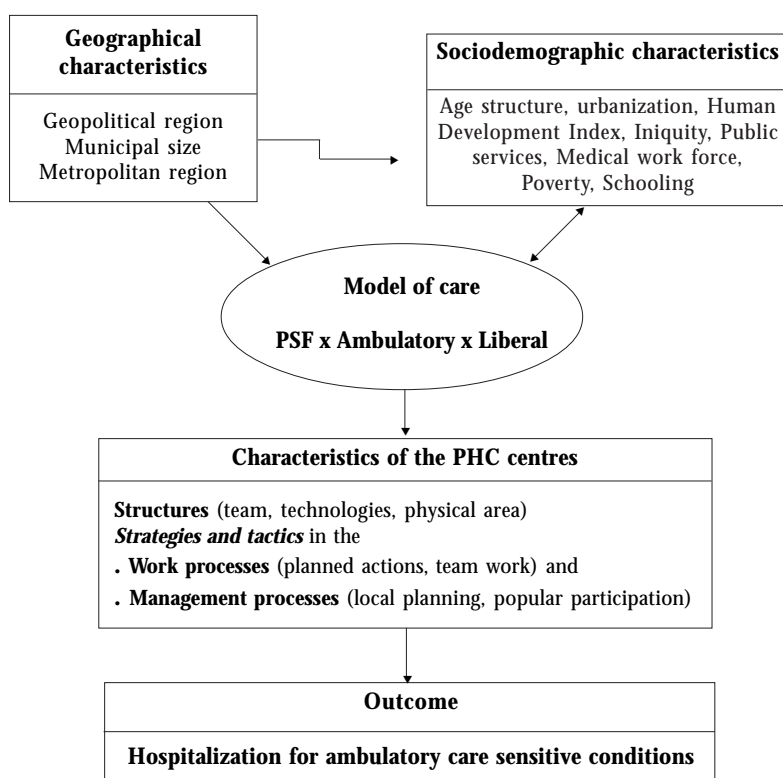 Geographical
characteristics
Geopolitical region
Municipal size
Metropolitan region
Sociodemographic characteristics
Age structure, urbanization, Human
Development Index, Iniquity, Public
services, Medical work force,
Poverty, Schooling
Model of care
PSF x Ambulatory x Liberal
Characteristics of the PHC centres
Structures (team, technologies, physical area)
Strategies and tactics in the
. Work processes (planned actions, team work) and
. Management processes (local planning, popular participation)
Outcome
Hospitalization for ambulatory care sensitive conditions